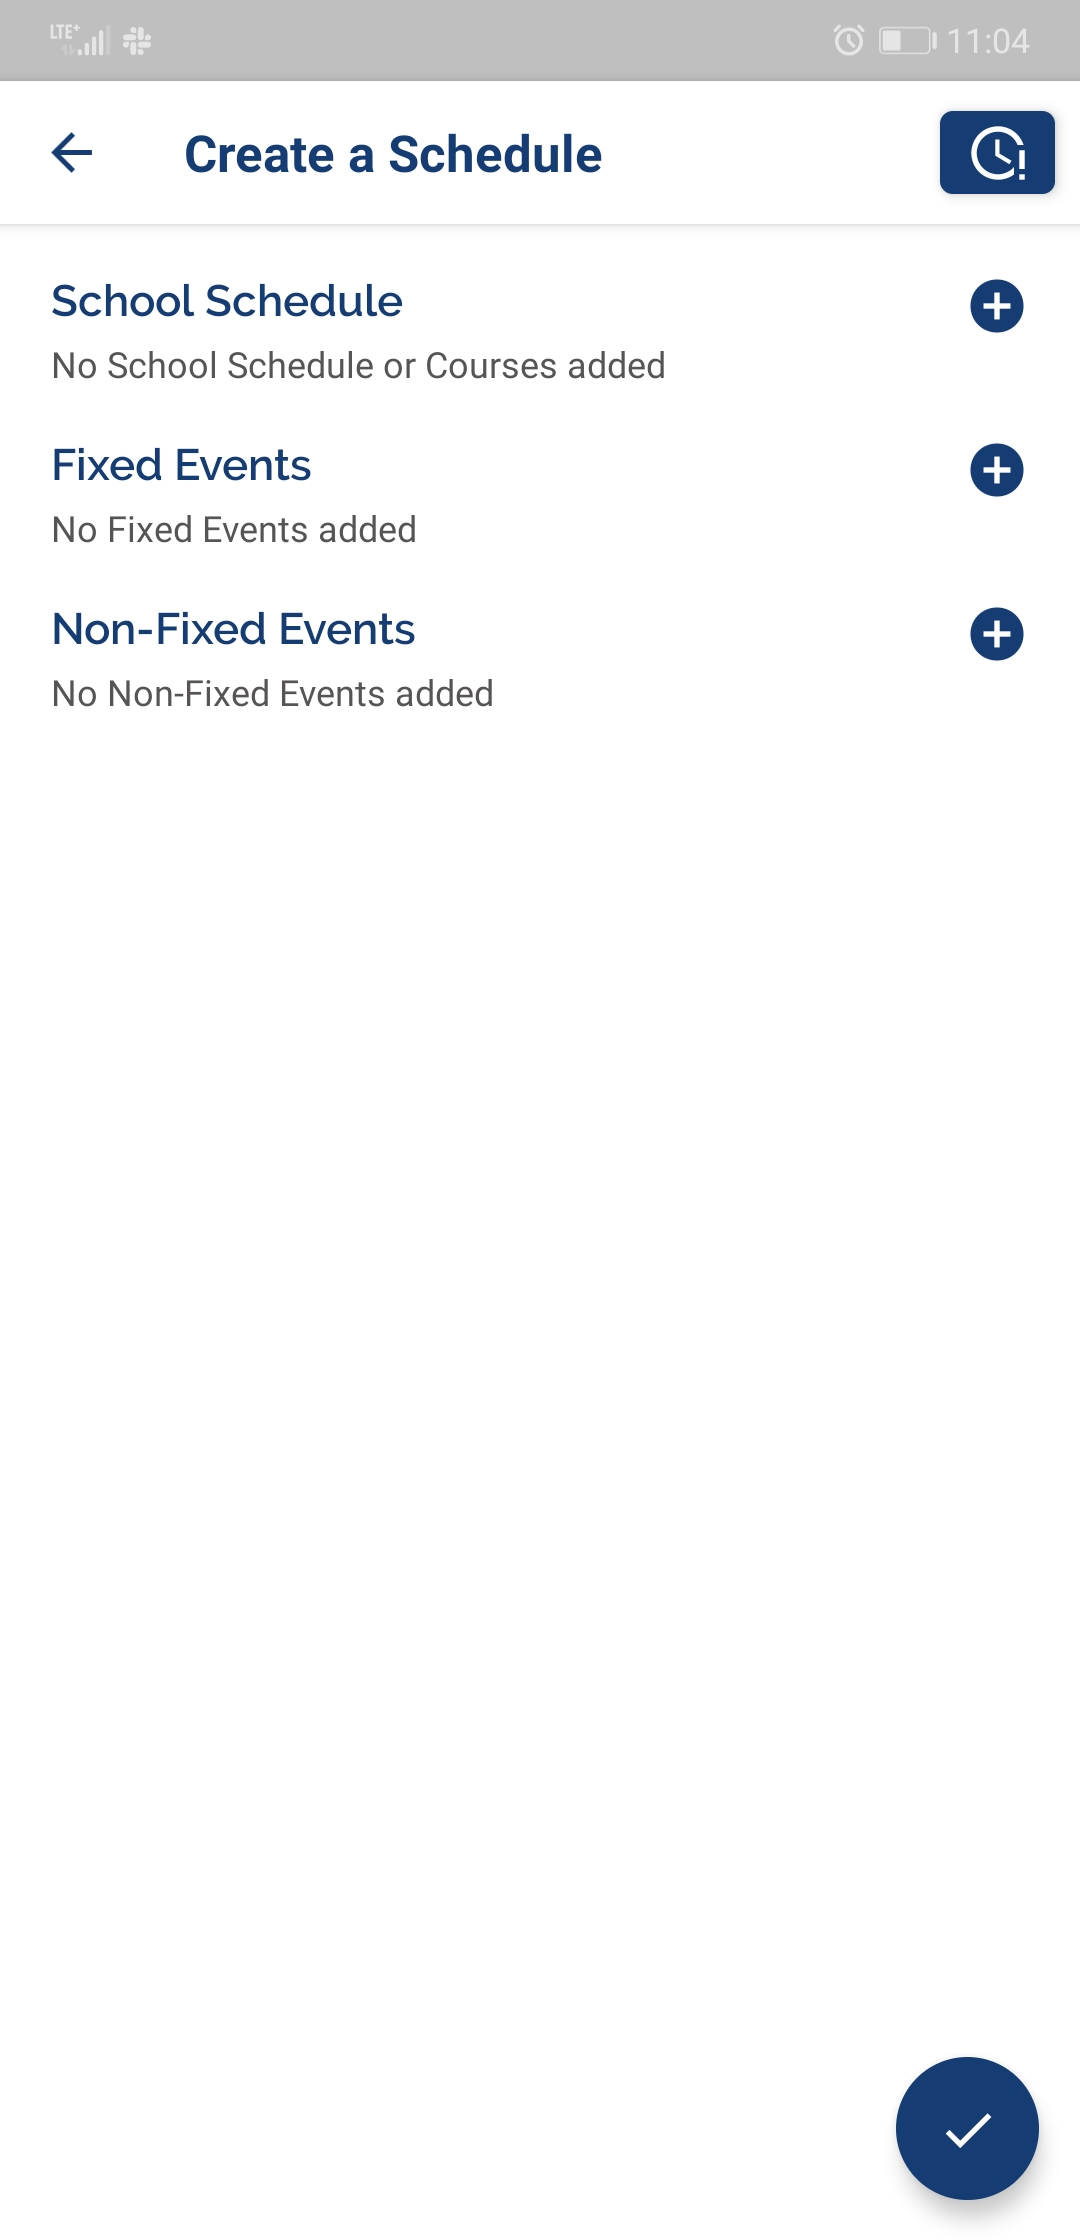 LTE+ 11:04
Create a Schedule
School Schedule
No School Schedule or Courses added
Fixed Events
No Fixed Events added
Non-Fixed Events
No Non-Fixed Events added